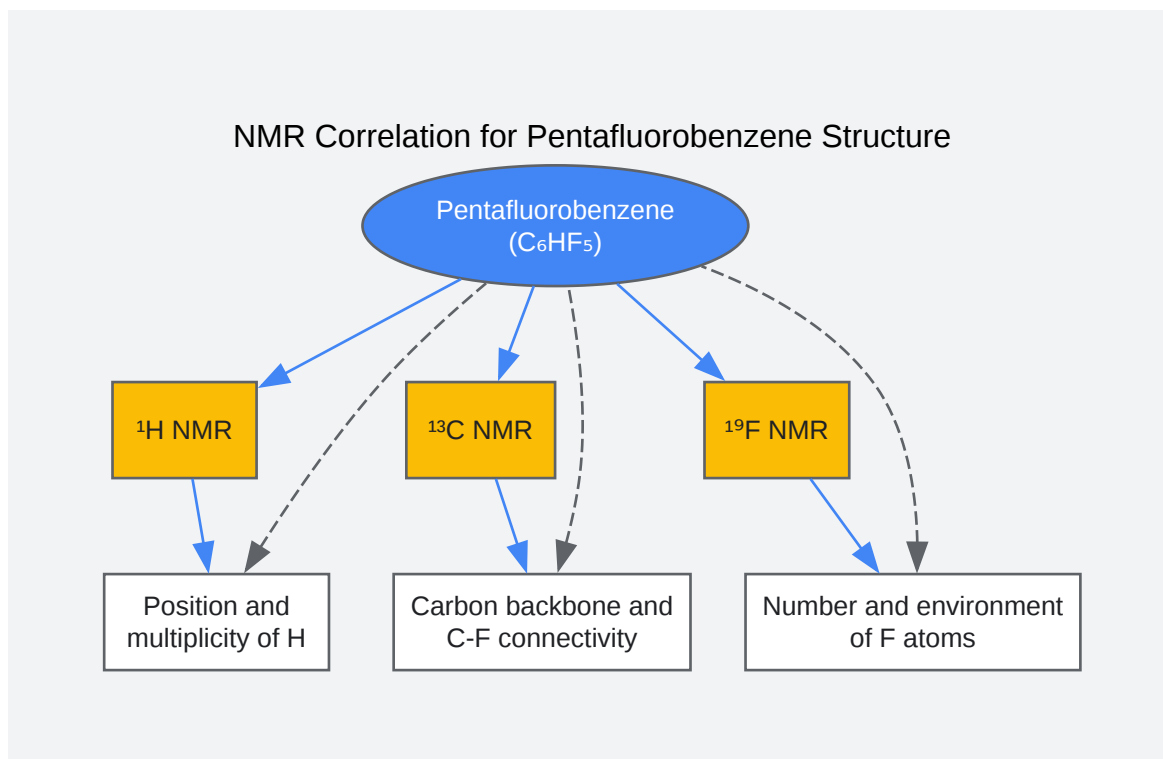 NMR Correlation for Pentafluorobenzene Structure
Pentafluorobenzene
(C₆HF₅)
¹H NMR
¹³C NMR
¹⁹F NMR
Position and
multiplicity of H
Carbon backbone and
C-F connectivity
Number and environment
of F atoms